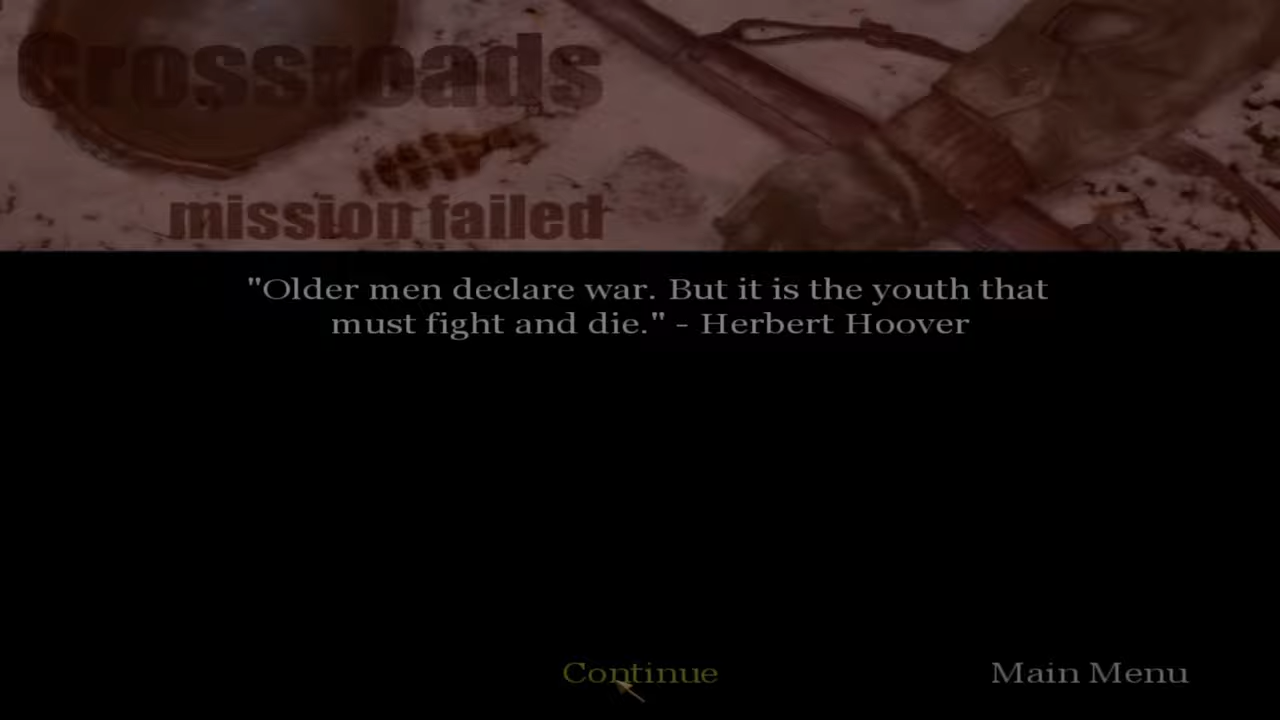 Crossroads
mission failed
"Older men declare war. But it is the youth that
must fight and die." - Herbert Hoover
Continue
Main Menu